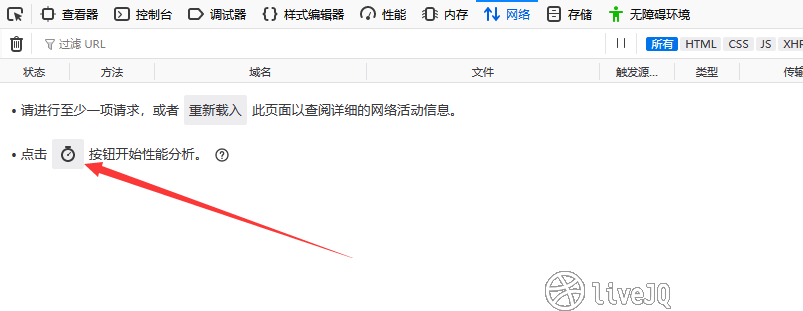 查看器 控制台 调试器 样式编辑器 性能 内存 网络 存储 无障碍环境
过滤 URL 所有 HTML CSS JS XHR
状态 方法 域名 文件 触发源... 类型 传输
• 请进行至少一项请求，或者 重新载入 此页面以查阅详细的网络活动信息。
• 点击 按钮开始性能分析。
liveJQ